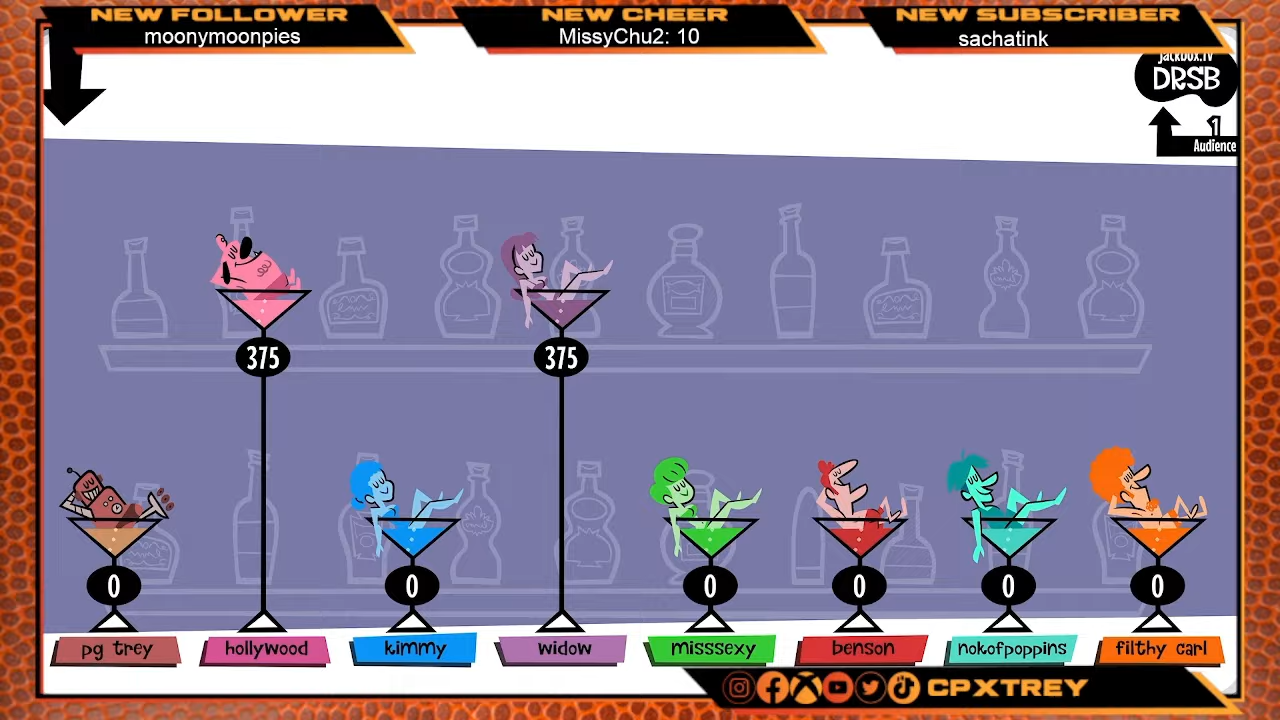 NEW FOLLOWER
moonymoonpies
NEW CHEER
MissyChu2: 10
NEW SUBSCRIBER
sachatink
jackbox.tv
DRSB
1
Audience
375
375
0
0
0
0
0
0
pg trey
hollywood
kimmy
widow
misssexy
benson
nokofpoppins
filthy carl
CPXTREY